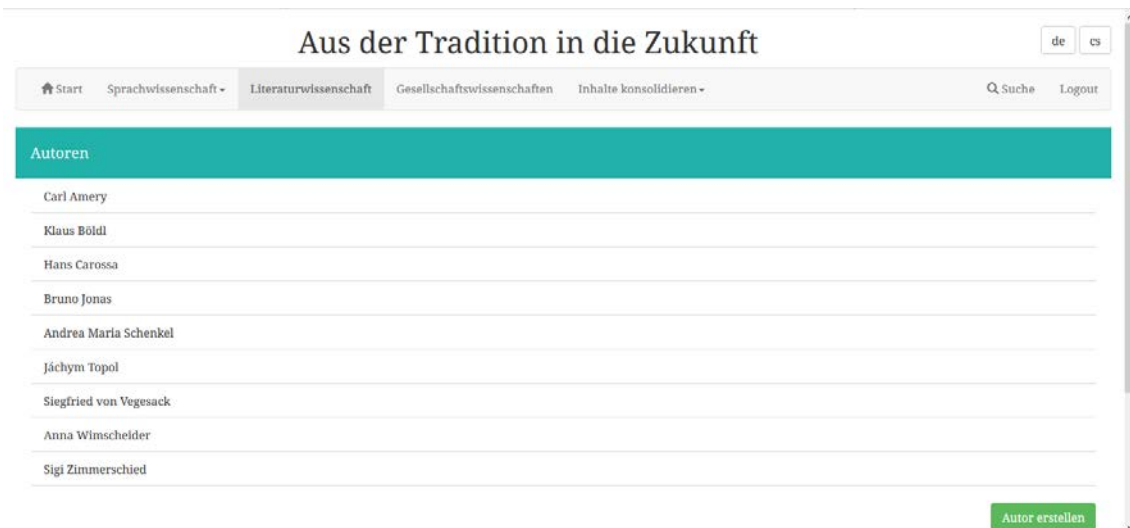 Aus der Tradition in die Zukunft
de cs
Start Sprachwissenschaft Literaturwissenschaft Gesellschaftswissenschaften Inhalte konsolidieren Suche Logout
Autoren
Carl Amery
Klaus Böldl
Hans Carossa
Bruno Jonas
Andrea Maria Schenkel
Jáchym Topol
Siegfried von Vegesack
Anna Wimscheider
Sigi Zimmerschied
Autor erstellen